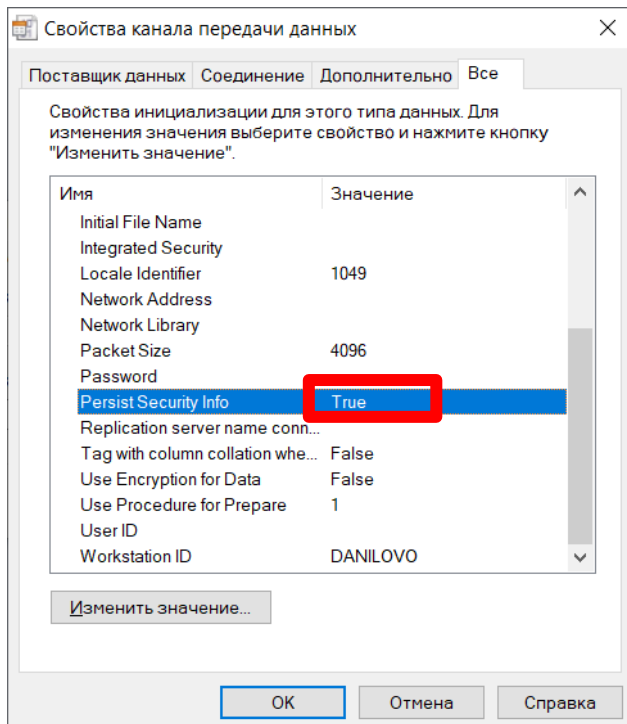 Свойства канала передачи данных
Поставщик данных Соединение Дополнительно Все
Свойства инициализации для этого типа данных. Для
изменения значения выберите свойство и нажмите кнопку
"Изменить значение".
Имя Значение
Initial File Name
Integrated Security
Locale Identifier 1049
Network Address
Network Library
Packet Size 4096
Password
Persist Security Info True
Replication server name conn...
Tag with column collation whe... False
Use Encryption for Data False
Use Procedure for Prepare 1
User ID
Workstation ID DANILOVO
Изменить значение...
OK Отмена Справка